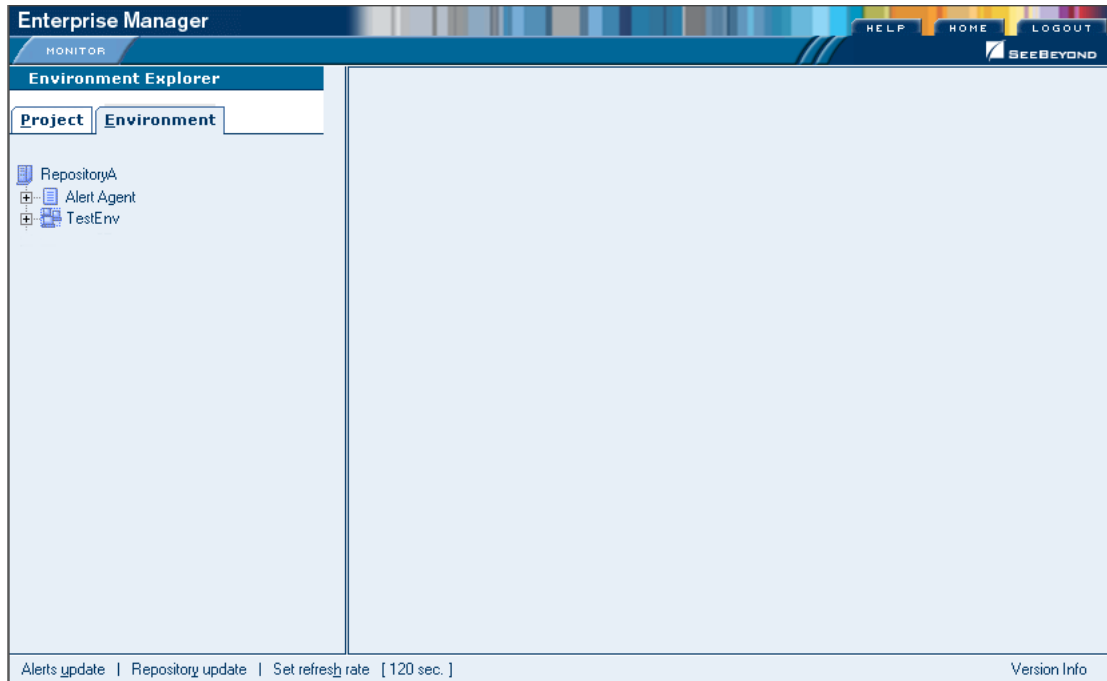 Enterprise Manager
HELP HOME LOGOUT
MONITOR
SEEBEYOND
Environment Explorer
Project Environment
RepositoryA
Alert Agent
TestEnv
Alerts update | Repository update | Set refresh rate [ 120 sec. ] Version Info